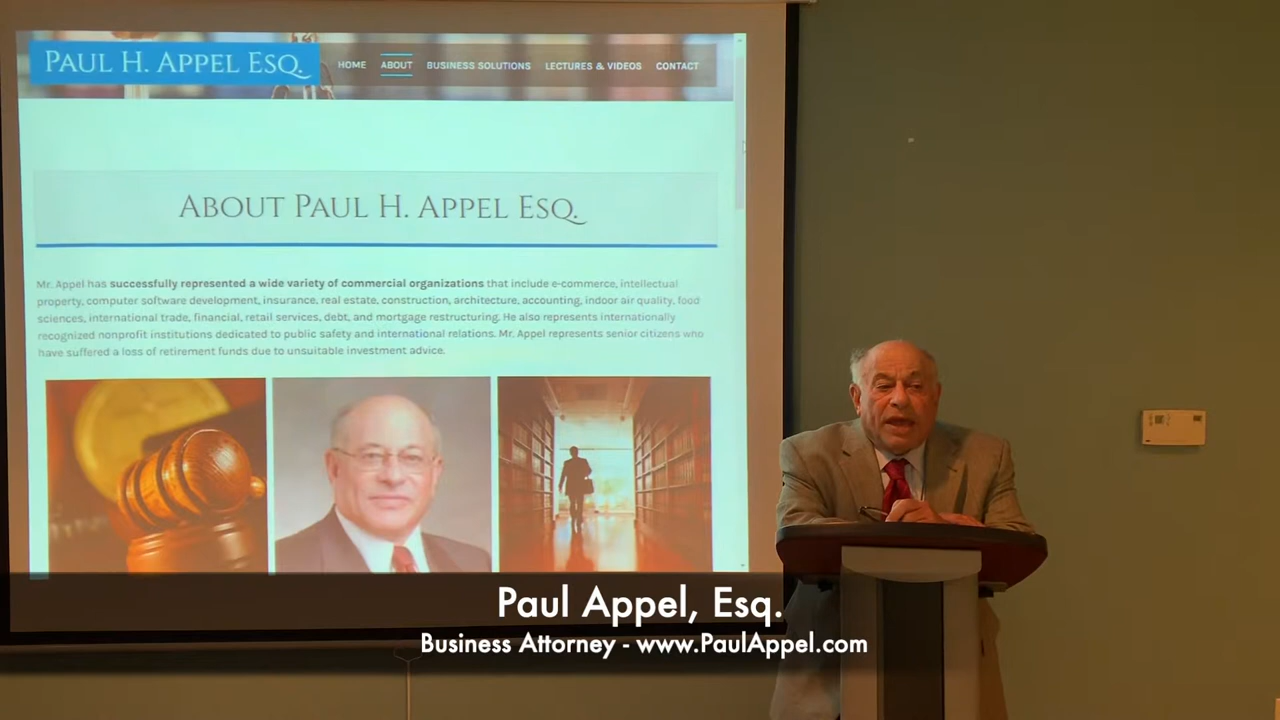 PAUL H. APPEL ESQ.
HOME ABOUT BUSINESS SOLUTIONS LECTURES & VIDEOS CONTACT
ABOUT PAUL H. APPEL ESQ.
Mr. Appel has successfully represented a wide variety of commercial organizations that include e-commerce, intellectual
property, computer software development, insurance, real estate, construction, architecture, accounting, indoor air quality, food
sciences, international trade, financial, retail services, debt, and mortgage restructuring. He also represents internationally
recognized nonprofit institutions dedicated to public safety and international relations. Mr. Appel represents senior citizens who
have suffered a loss of retirement funds due to unsuitable investment advice.
Paul Appel, Esq.
Business Attorney - www.PaulAppel.com